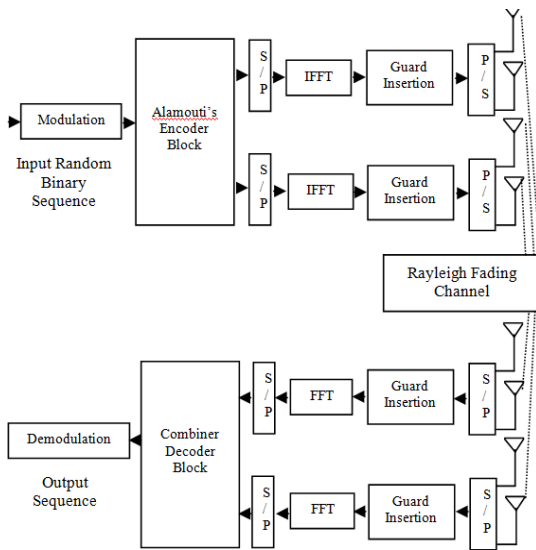 S
/
P
IFFT
Guard
Insertion
P
/
S
Modulation
Alamouti's
Encoder
Block
Input Random
Binary
Sequence
S
/
P
IFFT
Guard
Insertion
P
/
S
Rayleigh Fading
Channel
S
/
P
FFT
Guard
Insertion
S
/
P
Demodulation
Combiner
Decoder
Block
Output
Sequence
S
/
P
FFT
Guard
Insertion
S
/
P